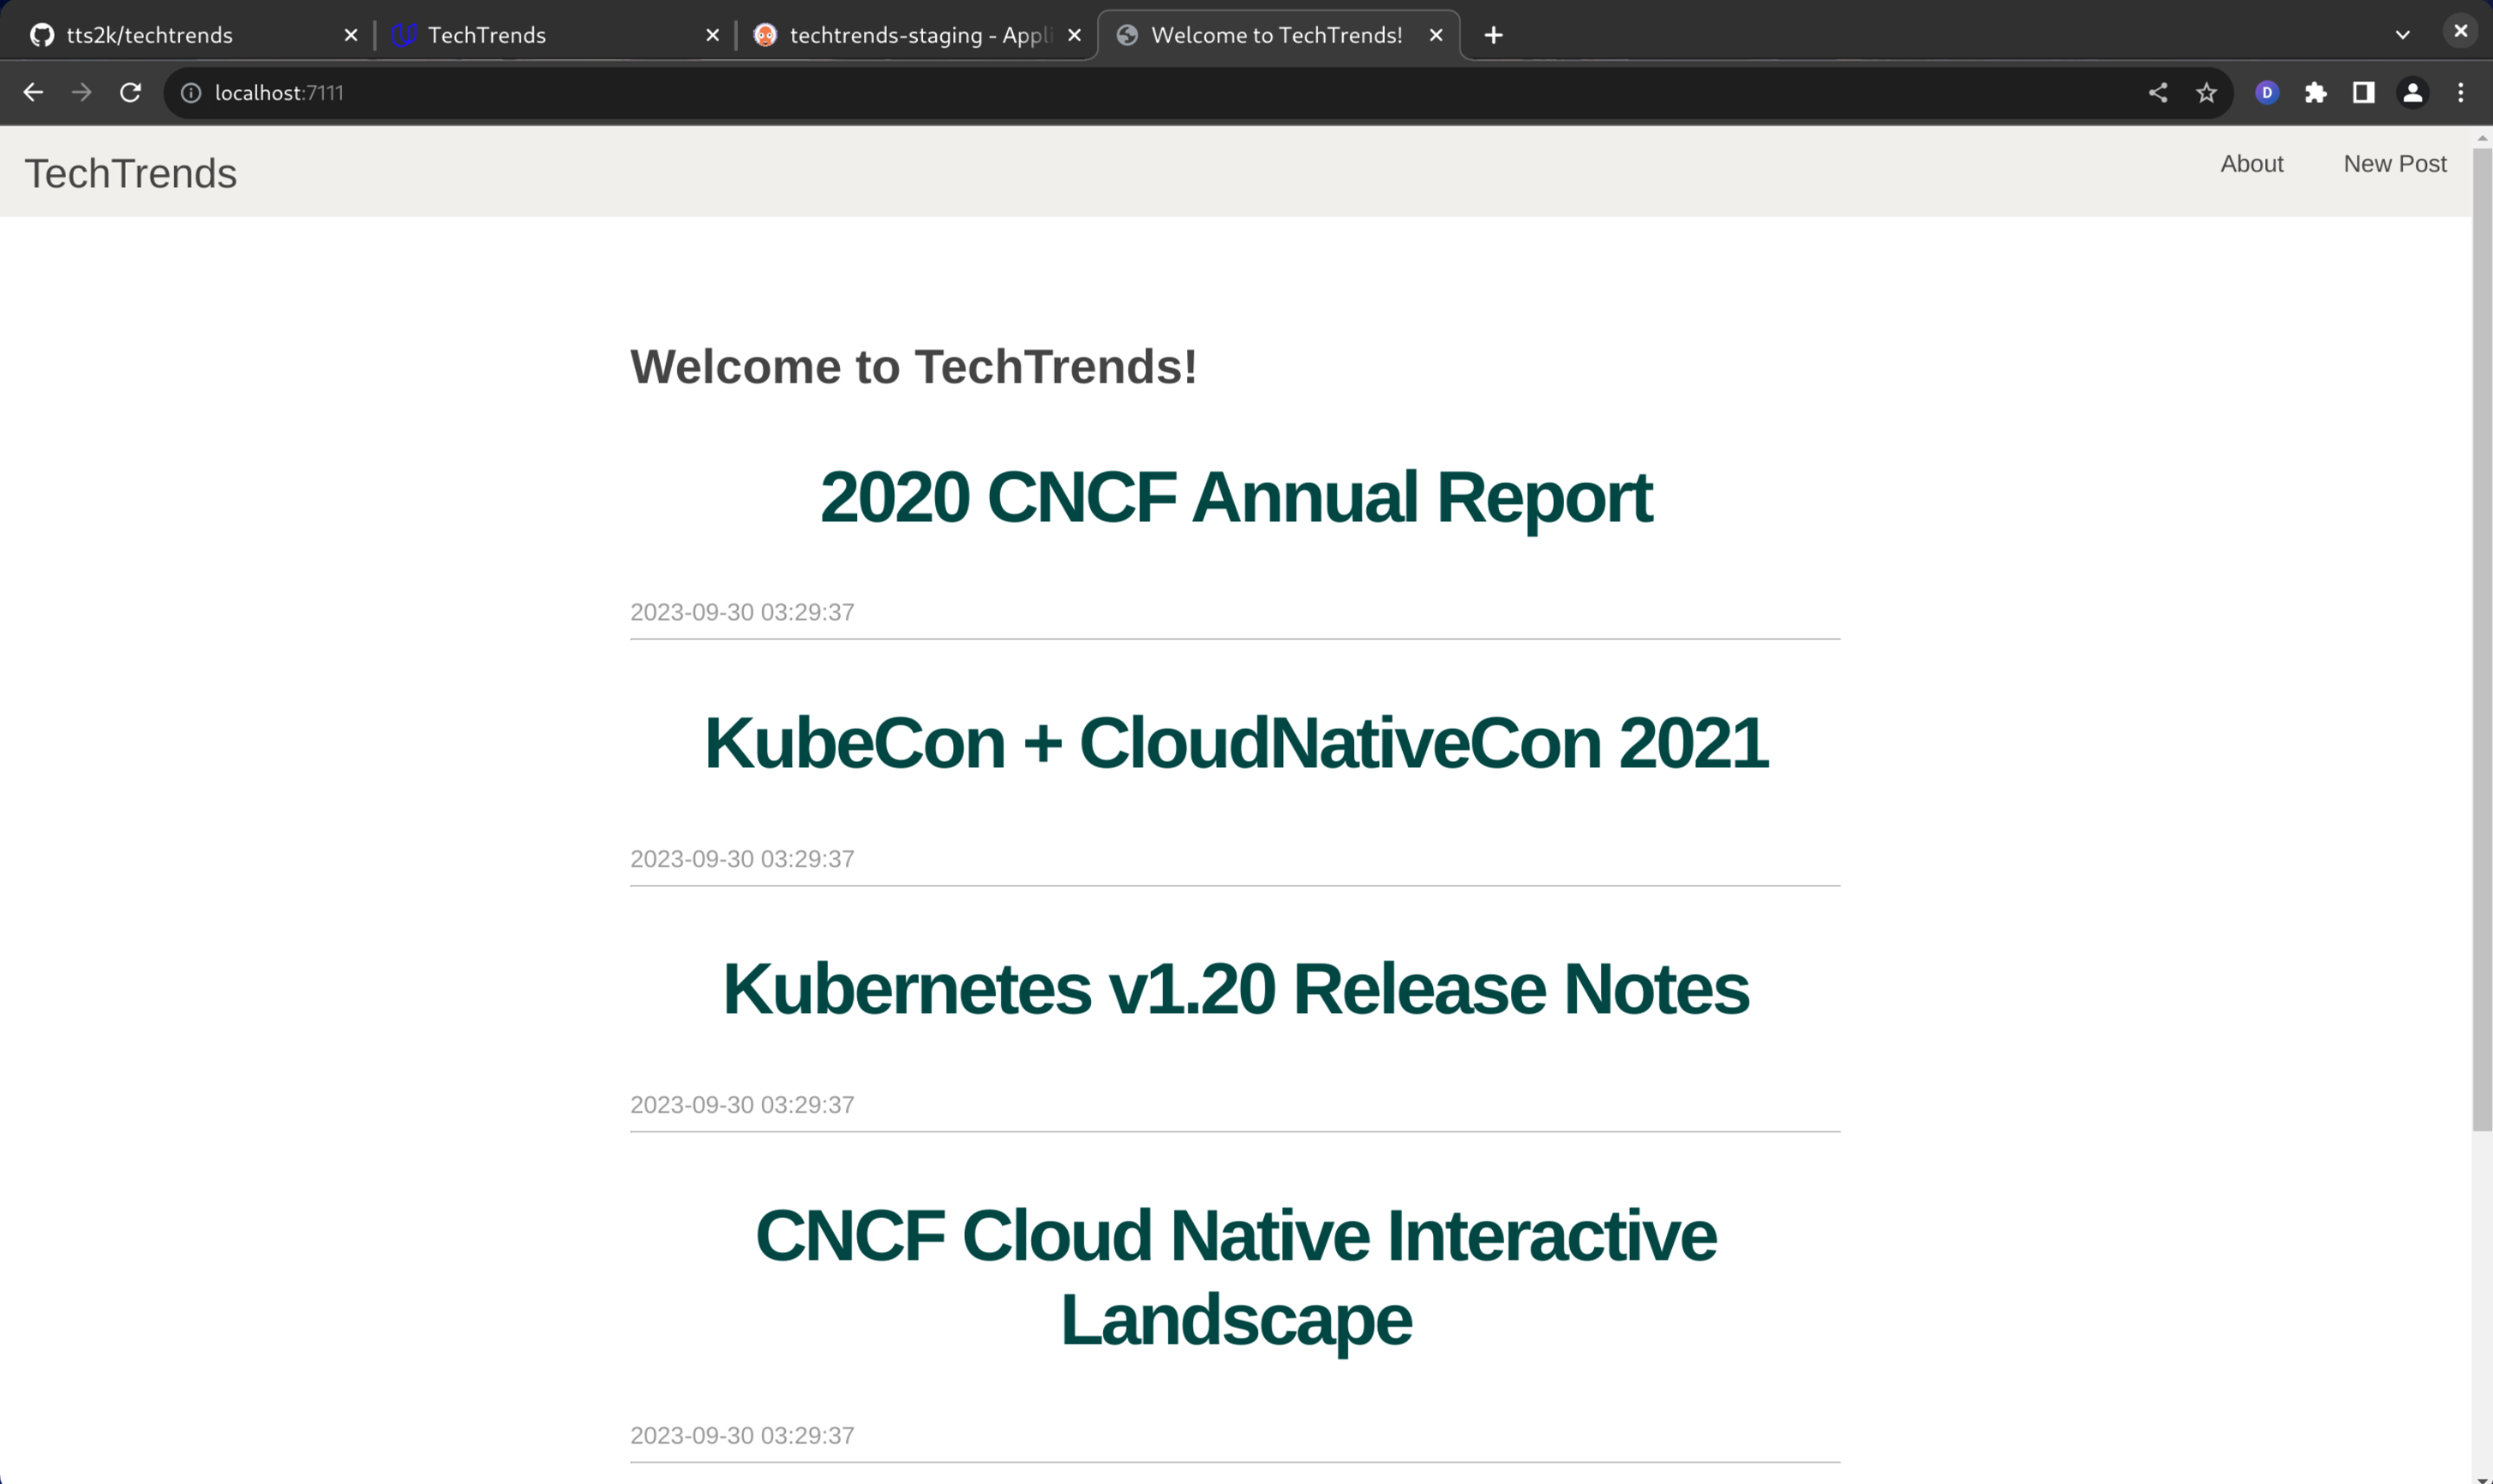 tts2k/techtrends
TechTrends
techtrends-staging - Appli
Welcome to TechTrends!
localhost:7111
D
TechTrends
About
New Post
Welcome to TechTrends!
2020 CNCF Annual Report
2023-09-30 03:29:37
KubeCon + CloudNativeCon 2021
2023-09-30 03:29:37
Kubernetes v1.20 Release Notes
2023-09-30 03:29:37
CNCF Cloud Native Interactive
Landscape
2023-09-30 03:29:37